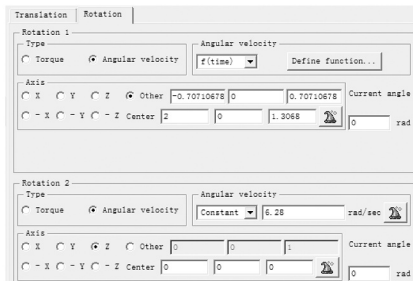 Translation Rotation
Rotation 1
Type
Torque Angular velocity
Angular velocity
f(time) Define function...
Axis
X Y Z Other -0.70710678 0 0.70710678
- X - Y - Z Center 2 0 1.3068
Current angle
0 rad
Rotation 2
Type
Torque Angular velocity
Angular velocity
Constant 6.28 rad/sec
Axis
X Y Z Other 0 0 1
- X - Y - Z Center 0 0 0
Current angle
0 rad